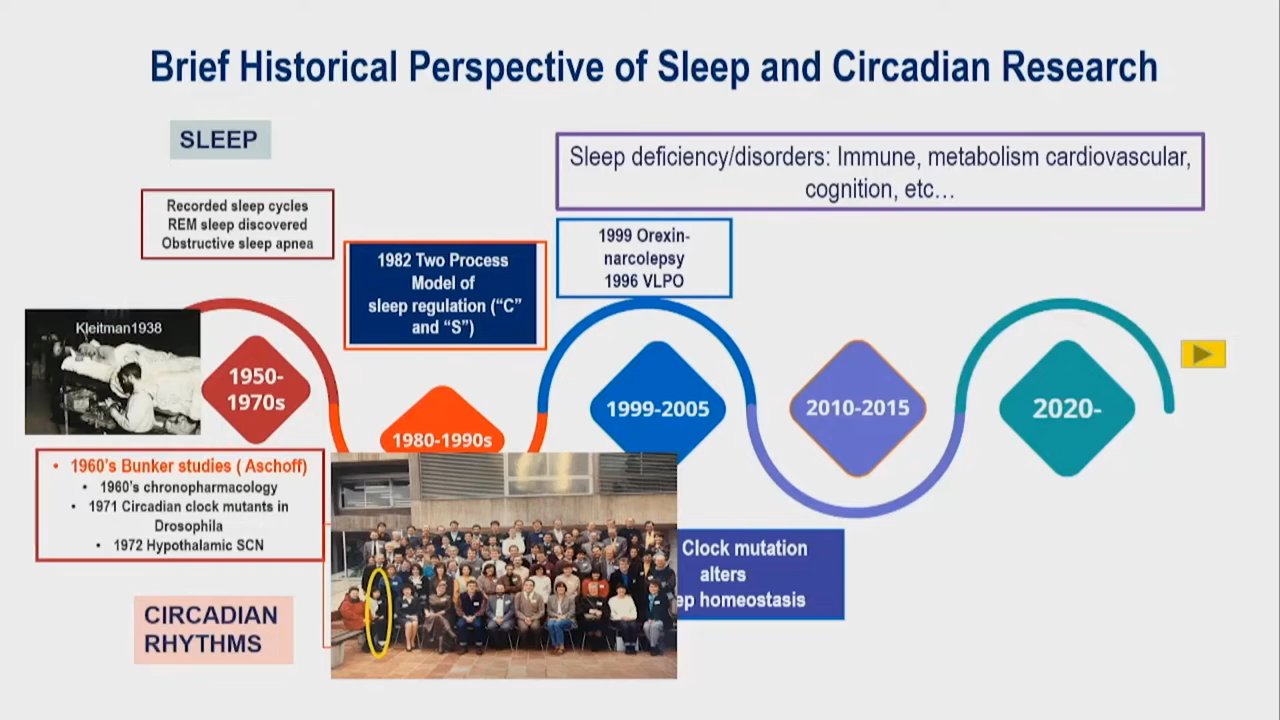 Brief Historical Perspective of Sleep and Circadian Research
SLEEP
Sleep deficiency/disorders: Immune, metabolism cardiovascular,
cognition, etc…
Recorded sleep cycles
REM sleep discovered
Obstructive sleep apnea
1982 Two Process
Model of
sleep regulation (“C”
and “S”)
1999 Orexin-
narcolepsy
1996 VLPO
Kleitman1938
1950-
1970s
1980-1990s
1999-2005
2010-2015
2020-
• 1960’s Bunker studies ( Aschoff)
• 1960’s chronopharmacology
• 1971 Circadian clock mutants in
Drosophila
• 1972 Hypothalamic SCN
Clock mutation
alters
ep homeostasis
CIRCADIAN
RHYTHMS